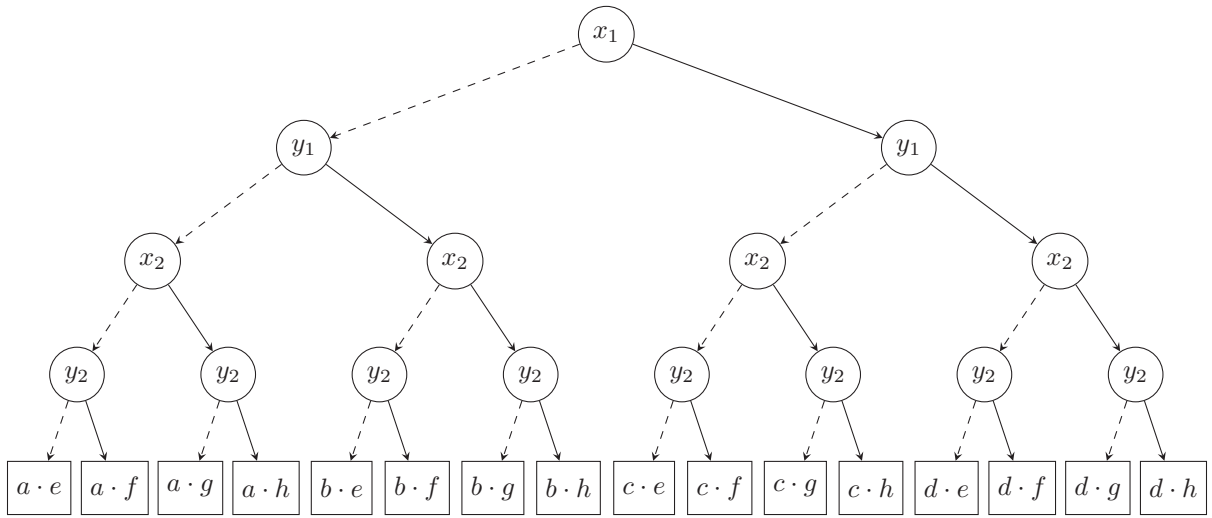 x₁
y₁ y₁
x₂ x₂ x₂ x₂
y₂ y₂ y₂ y₂ y₂ y₂ y₂ y₂
a · e a · f a · g a · h b · e b · f b · g b · h c · e c · f c · g c · h d · e d · f d · g d · h